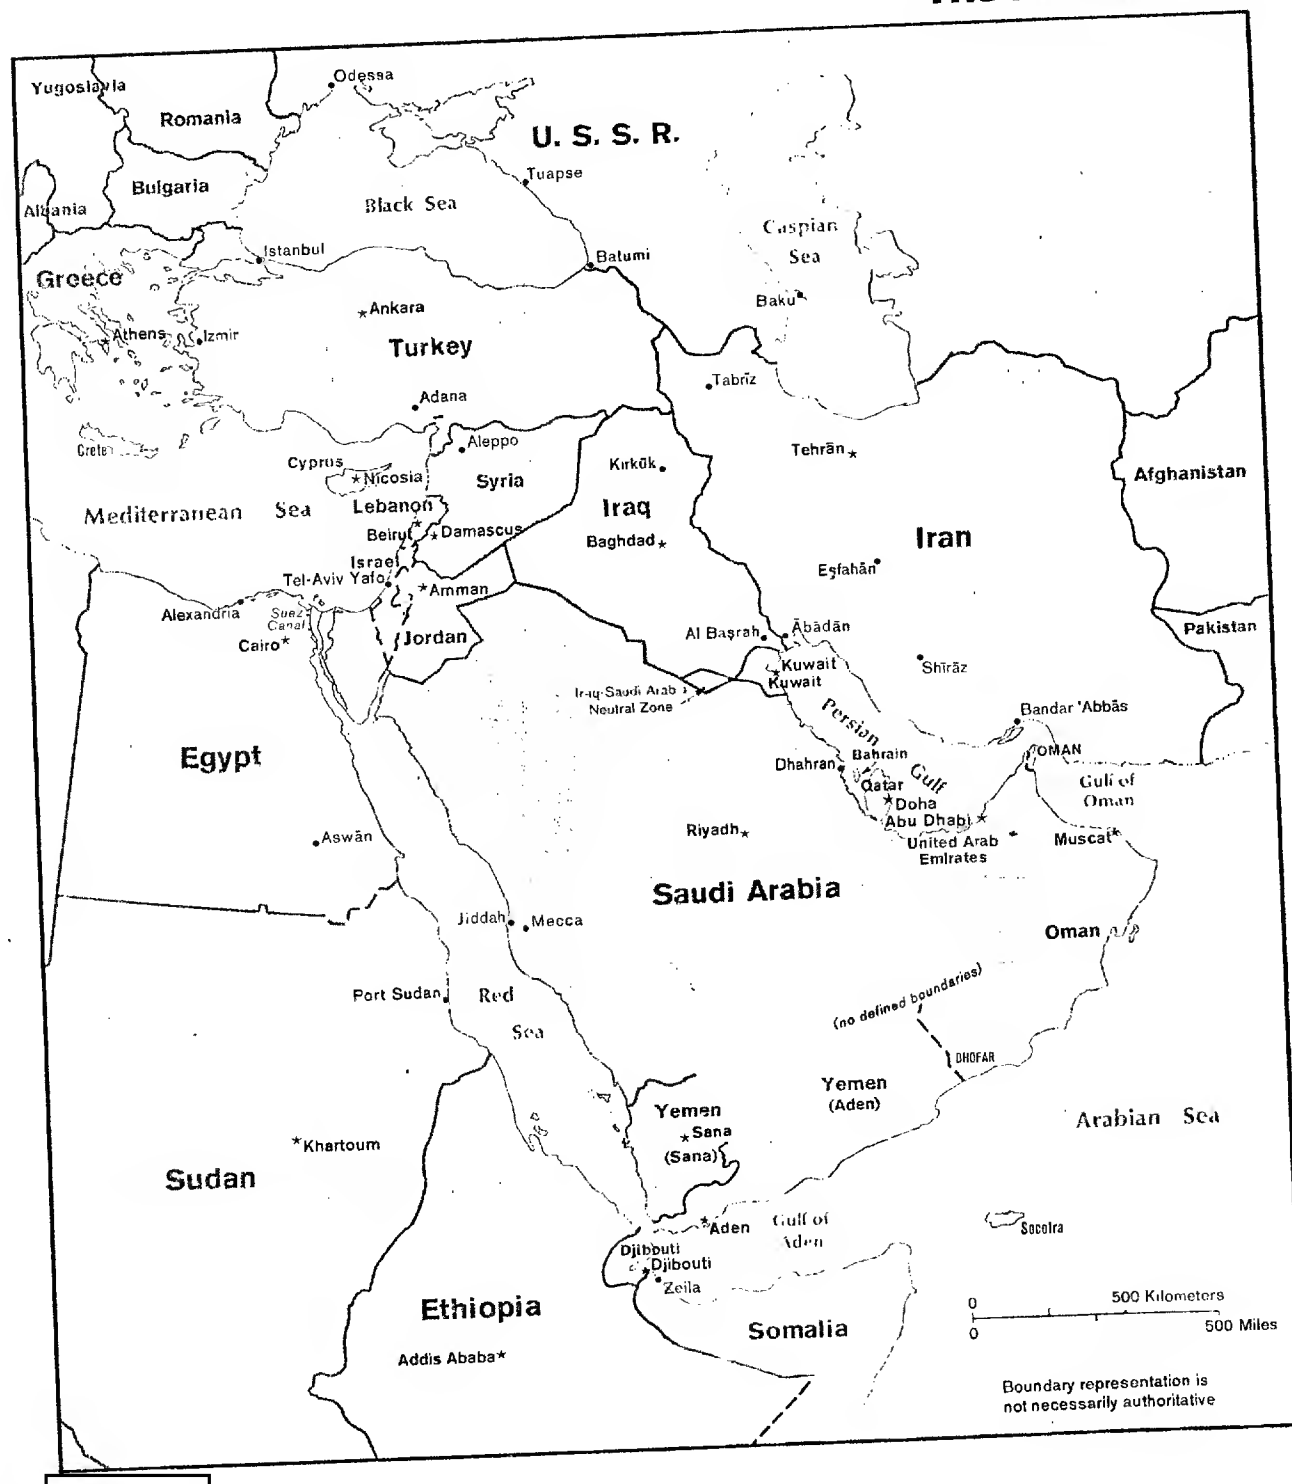 Odessa
Yugoslavia
Romania
U. S. S. R.
Tuapse
Bulgaria
Albania
Black Sea
Caspian
Sea
Istanbul
Batumi
Greece
Baku
Ankara
Athens
Izmir
Turkey
Tabrīz
Adana
Crete
Aleppo
Tehrān
Cyprus
Kirkūk
Nicosia
Syria
Afghanistan
Lebanon
Iraq
Mediterranean Sea
Beirut
Damascus
Baghdad
Iran
Israel
Eşfahān
Tel-Aviv Yafo
Amman
Alexandria
Suez
Canal
Cairo
Jordan
Al Başrah
Ābādān
Pakistan
Kuwait
Kuwait
Shīrāz
Iraq-Saudi Arab
Neutral Zone
Persian
Gulf
Bandar 'Abbās
Egypt
Dhahran
Bahrain
OMAN
Qatar
Gulf of
Oman
Doha
Abu Dhabi
Aswān
Riyadh
United Arab
Emirates
Muscat
Saudi Arabia
Jiddah
Mecca
Oman
Port Sudan
Red
Sea
(no defined boundaries)
DHOFAR
Yemen
(Aden)
Yemen
Sana
(Sana)
Arabian Sea
Khartoum
Sudan
Aden
Gulf of
Aden
Socotra
Djibouti
Djibouti
Zeila
Ethiopia
Somalia
0 500 Kilometers
0 500 Miles
Addis Ababa
Boundary representation is
not necessarily authoritative